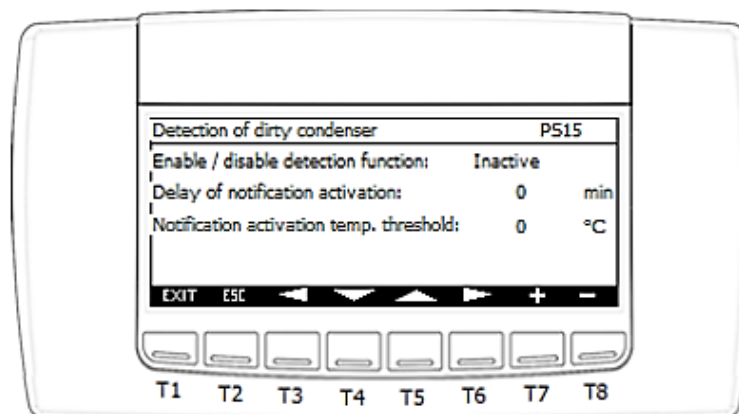 Detection of dirty condenser PS15
Enable / disable detection function: Inactive
Delay of notification activation: 0 min
Notification activation temp. threshold: 0 °C
EXIT ESC + −
T1 T2 T3 T4 T5 T6 T7 T8